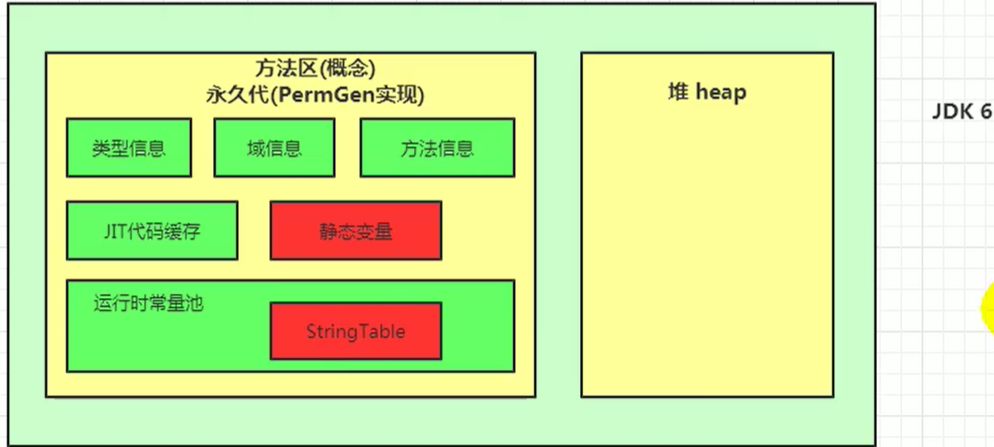 方法区(概念)
永久代(PermGen实现)
类型信息
域信息
方法信息
JIT代码缓存
静态变量
运行时常量池
StringTable
堆 heap
JDK 6